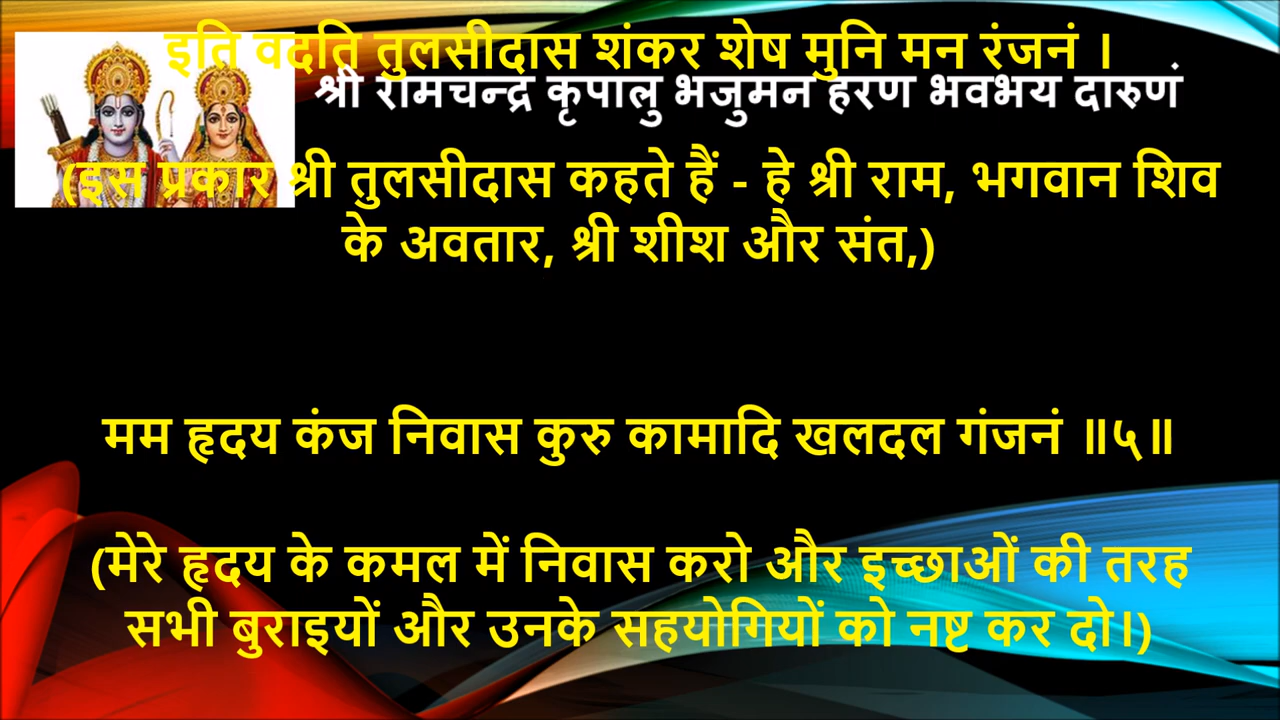 इति वदति तुलसीदास शंकर शेष मुनि मन रंजनं ।
श्री रामचन्द्र कृपालु भजुमन हरण भवभय दारुणं
(इस प्रकार श्री तुलसीदास कहते हैं - हे श्री राम, भगवान शिव
के अवतार, श्री शीश और संत,)
मम हृदय कंज निवास कुरु कामादि खलदल गंजनं ॥५॥
(मेरे हृदय के कमल में निवास करो और इच्छाओं की तरह
सभी बुराइयों और उनके सहयोगियों को नष्ट कर दो।)